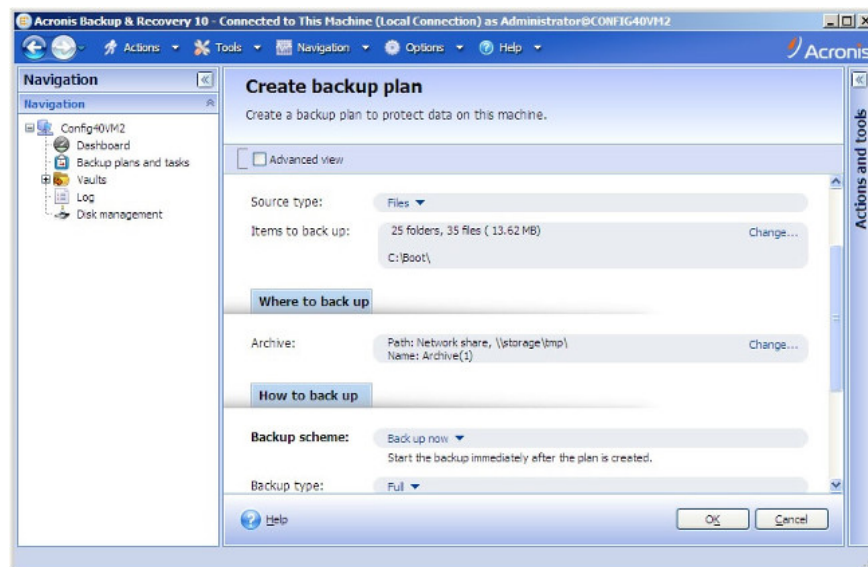 Acronis Backup & Recovery 10 - Connected to This Machine (Local Connection) as Administrator@CONFIG40VM2
Actions Tools Navigation Options Help
Acronis
Navigation
Navigation
Config40VM2
Dashboard
Backup plans and tasks
Vaults
Log
Disk management
Create backup plan
Create a backup plan to protect data on this machine.
Advanced view
Source type: Files
Items to back up: 25 folders, 35 files ( 13.62 MB) Change...
C:\Boot\
Where to back up
Archive: Path: Network share, \\storage\tmp\ Change...
Name: Archive(1)
How to back up
Backup scheme: Back up now
Start the backup immediately after the plan is created.
Backup type: Full
Help OK Cancel
Actions and tools